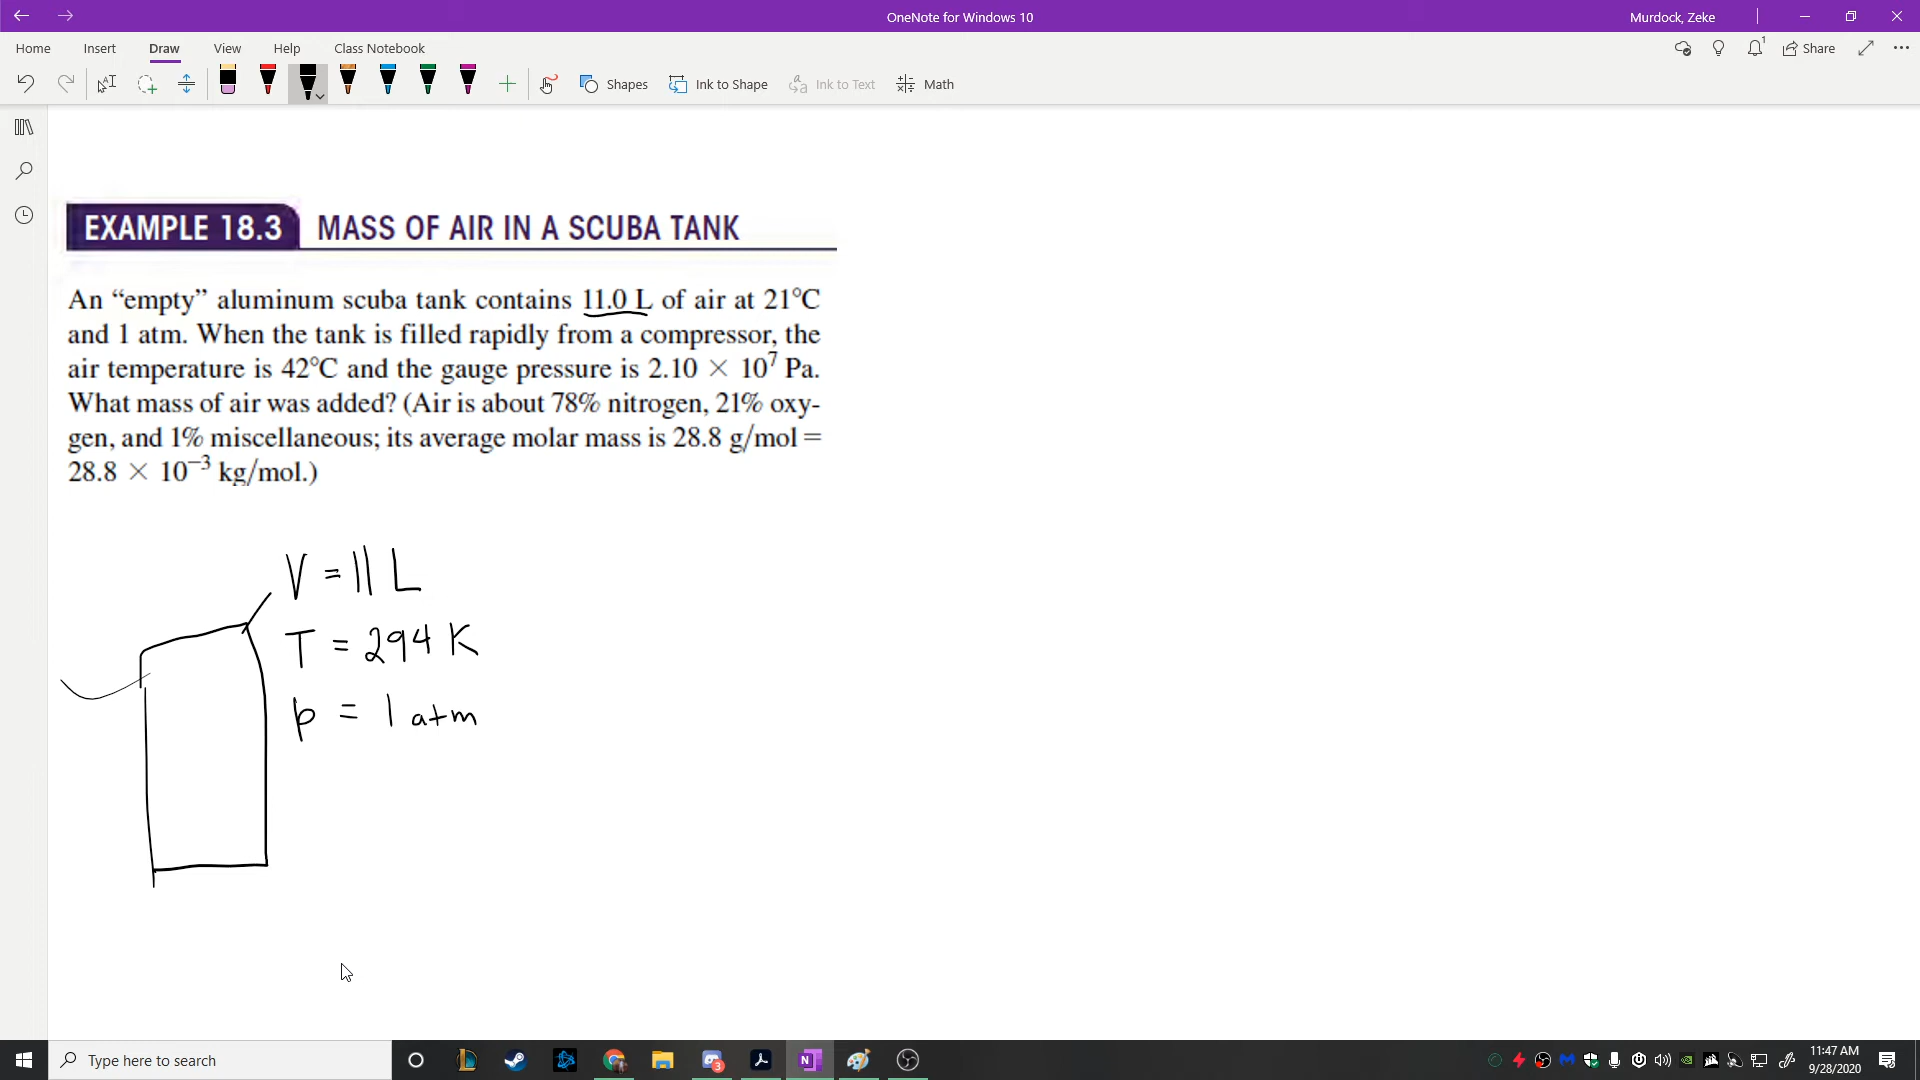 OneNote for Windows 10
Murdock, Zeke
Home Insert Draw View Help Class Notebook
1 Share
Shapes Ink to Shape Ink to Text Math
EXAMPLE 18.3 MASS OF AIR IN A SCUBA TANK
An “empty” aluminum scuba tank contains 11.0 L of air at 21°C
and 1 atm. When the tank is filled rapidly from a compressor, the
air temperature is 42°C and the gauge pressure is 2.10 × 10⁷ Pa.
What mass of air was added? (Air is about 78% nitrogen, 21% oxy-
gen, and 1% miscellaneous; its average molar mass is 28.8 g/mol =
28.8 × 10⁻³ kg/mol.)
V = 11 L
T = 294 K
p = 1 atm
Type here to search
3
N
11:47 AM
9/28/2020